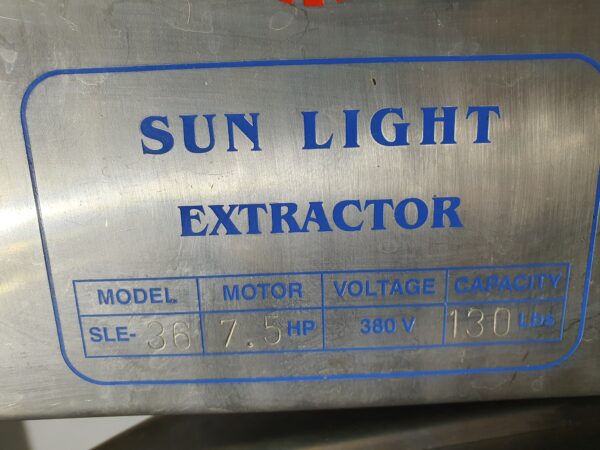 SUN LIGHT
EXTRACTOR
MODEL MOTOR VOLTAGE CAPACITY
SLE-36 7.5 HP 380 V 130 Lbs